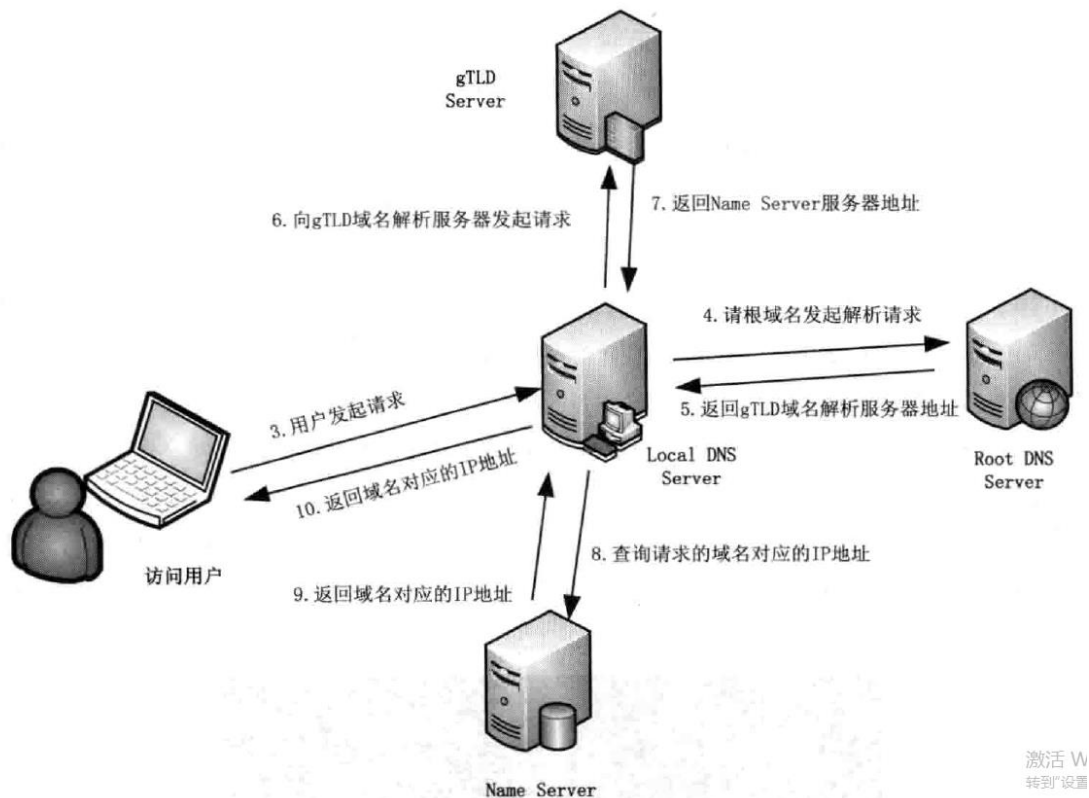 gTLD
Server
6.向gTLD域名解析服务器发起请求
7.返回Name Server服务器地址
4.请根域名发起解析请求
3.用户发起请求
5.返回gTLD域名解析服务器地址
Local DNS
Server
Root DNS
Server
10.返回域名对应的IP地址
8.查询请求的域名对应的IP地址
访问用户
9.返回域名对应的IP地址
Name Server
激活 W
转到"设置